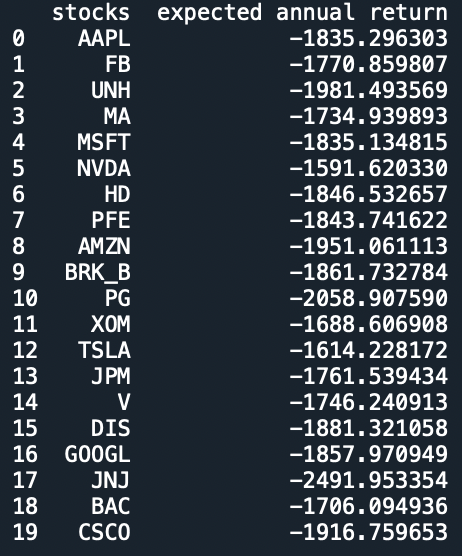 stocks expected annual return
0 AAPL -1835.296303
1 FB -1770.859807
2 UNH -1981.493569
3 MA -1734.939893
4 MSFT -1835.134815
5 NVDA -1591.620330
6 HD -1846.532657
7 PFE -1843.741622
8 AMZN -1951.061113
9 BRK_B -1861.732784
10 PG -2058.907590
11 XOM -1688.606908
12 TSLA -1614.228172
13 JPM -1761.539434
14 V -1746.240913
15 DIS -1881.321058
16 GOOGL -1857.970949
17 JNJ -2491.953354
18 BAC -1706.094936
19 CSCO -1916.759653